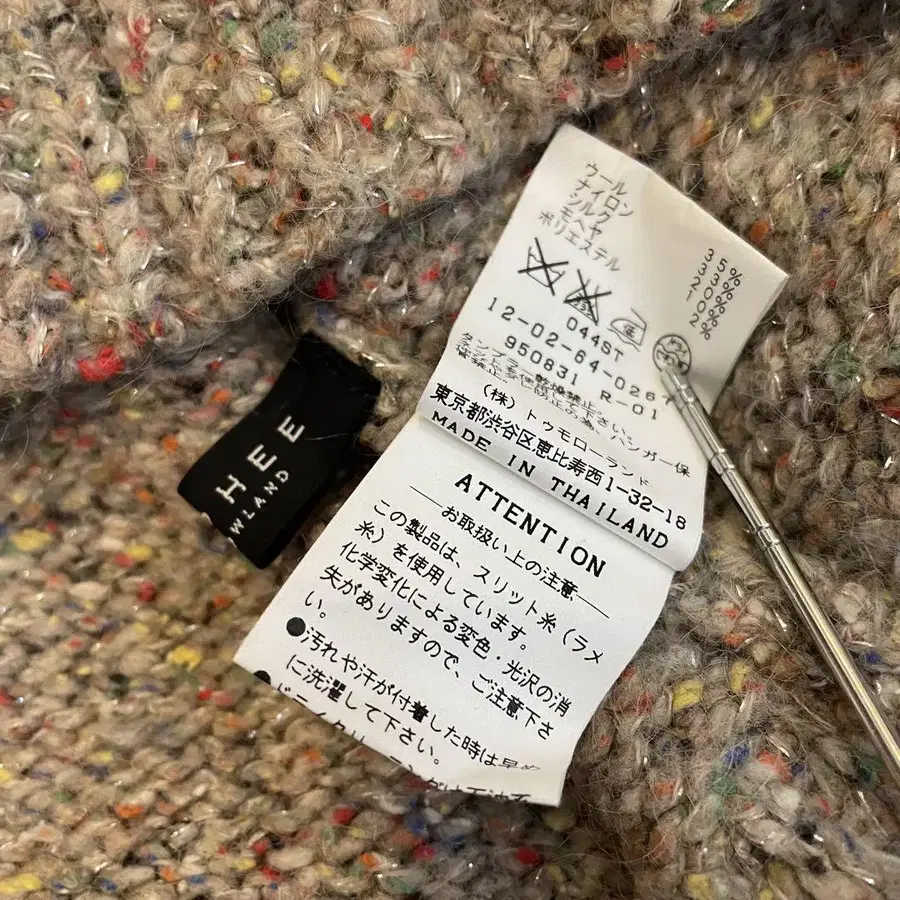 ウール 35%
ナイロン 33%
シルク 20%
モヘヤ 10%
ポリエステル 2%
044ST
12-02-64-0267
950831 R-01
(株)トゥモローランド
東京都渋谷区恵比寿西1-32-18
MADE IN THAILAND
HEE
WLAND
ATTENTION
―お取扱い上の注意―
この製品は、スリット糸(ラメ
糸)を使用しています。
化学変化による変色・光沢の消
失がありますので、ご注意下さ
い。
●汚れや汗が付着した時は早め
に洗濯して下さい。